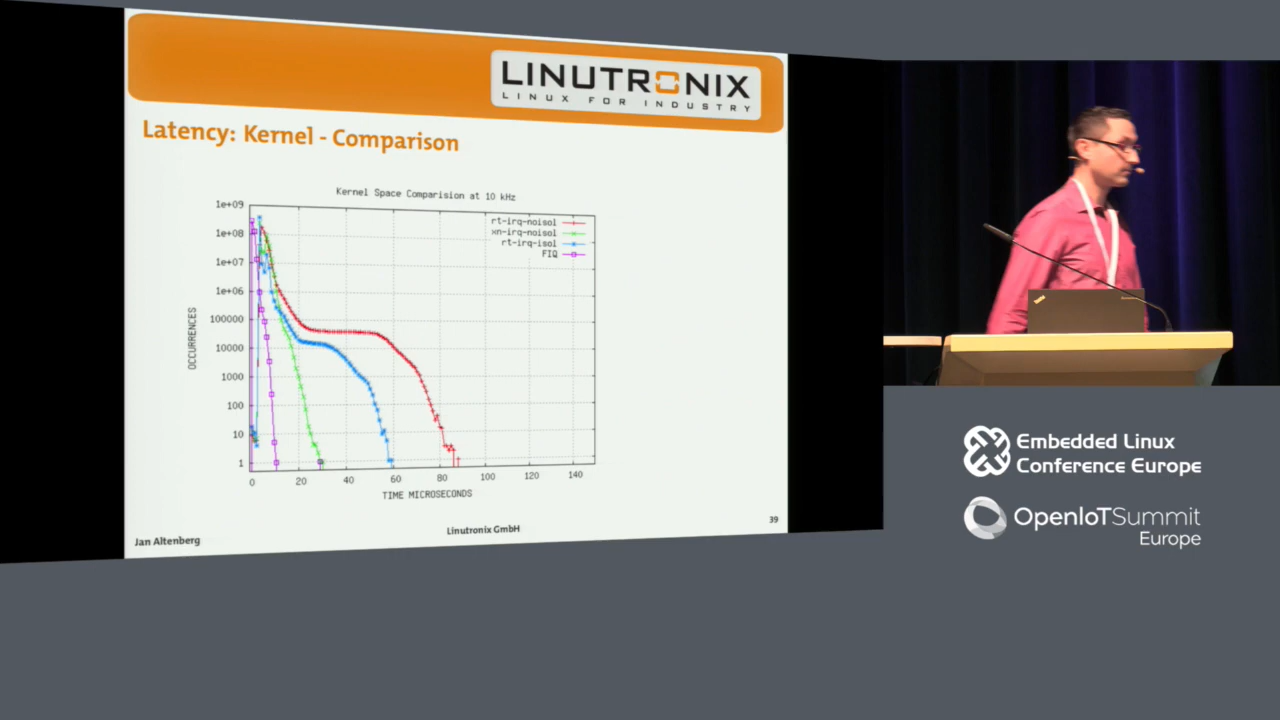 LINUTRONIX
LINUX FOR INDUSTRY
Latency: Kernel - Comparison
Kernel Space Comparision at 10 kHz
1e+09
1e+08
1e+07
1e+06
100000
10000
1000
100
10
1
OCCURRENCES
rt-irq-noisol
xn-irq-noisol
rt-irq-isol
FIQ
0 20 40 60 80 100 120 140
TIME MICROSECONDS
Jan Altenberg
Linutronix GmbH
39
Embedded Linux
Conference Europe
OpenIoTSummit
Europe